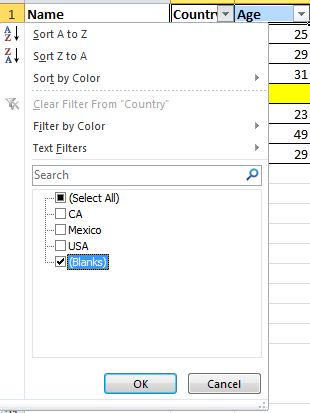 1 Name Countr Age
Sort A to Z 25
Sort Z to A 29
Sort by Color 31
Clear Filter From "Country"
Filter by Color 23
Text Filters 49
Search 29
(Select All)
CA
Mexico
USA
(Blanks)
OK Cancel